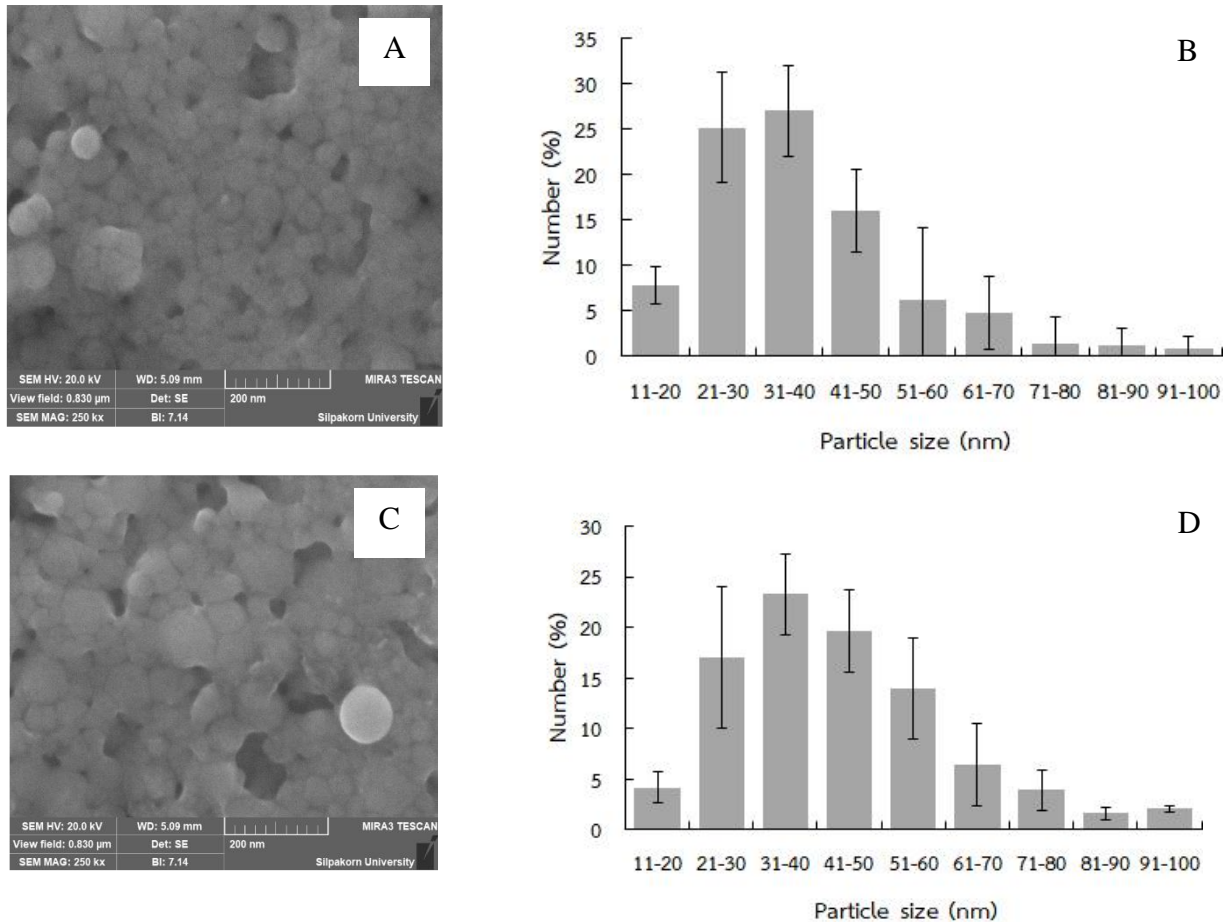 A
SEM HV: 20.0 kV WD: 5.09 mm MIRA3 TESCAN
View field: 0.830 µm Det: SE 200 nm
SEM MAG: 250 kx BI: 7.14 Silpakorn University
B
35
30
25
20
15
10
5
0
Number (%)
11-20 21-30 31-40 41-50 51-60 61-70 71-80 81-90 91-100
Particle size (nm)
C
SEM HV: 20.0 kV WD: 5.09 mm MIRA3 TESCAN
View field: 0.830 µm Det: SE 200 nm
SEM MAG: 250 kx BI: 7.14 Silpakorn University
D
30
25
20
15
10
5
0
Number (%)
11-20 21-30 31-40 41-50 51-60 61-70 71-80 81-90 91-100
Particle size (nm)